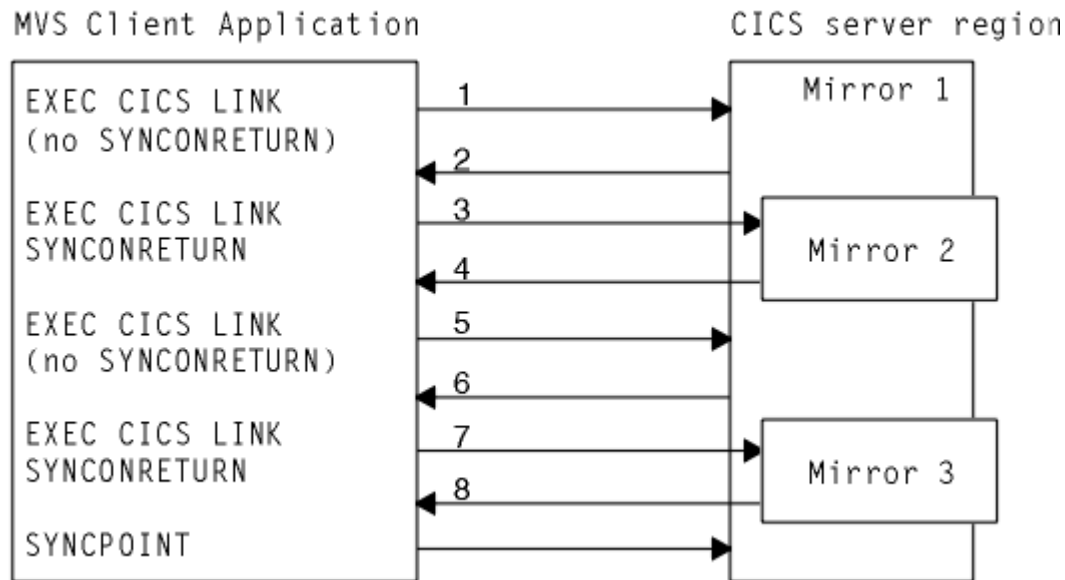 MVS Client Application
CICS server region
EXEC CICS LINK
(no SYNCONRETURN)
1
Mirror 1
2
EXEC CICS LINK
SYNCONRETURN
3
Mirror 2
4
EXEC CICS LINK
(no SYNCONRETURN)
5
6
EXEC CICS LINK
SYNCONRETURN
7
Mirror 3
8
SYNCPOINT